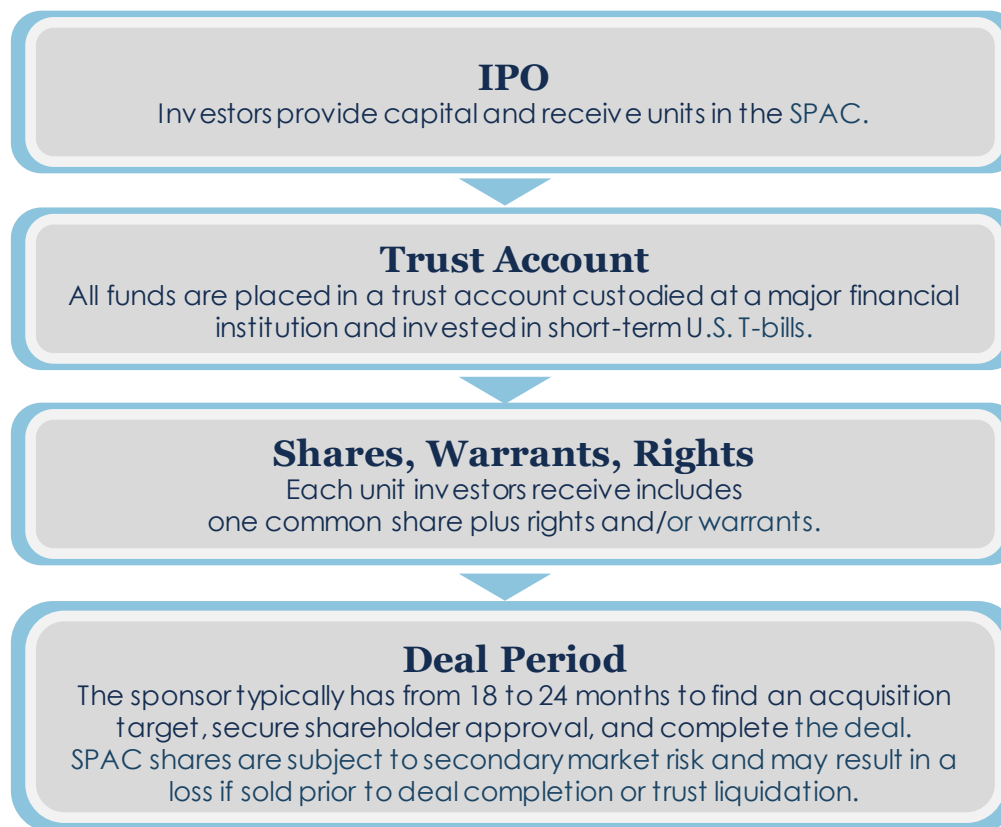 IPO
Investors provide capital and receive units in the SPAC.
Trust Account
All funds are placed in a trust account custodied at a major financial
institution and invested in short-term U.S. T-bills.
Shares, Warrants, Rights
Each unit investors receive includes
one common share plus rights and/or warrants.
Deal Period
The sponsor typically has from 18 to 24 months to find an acquisition
target, secure shareholder approval, and complete the deal.
SPAC shares are subject to secondary market risk and may result in a
loss if sold prior to deal completion or trust liquidation.